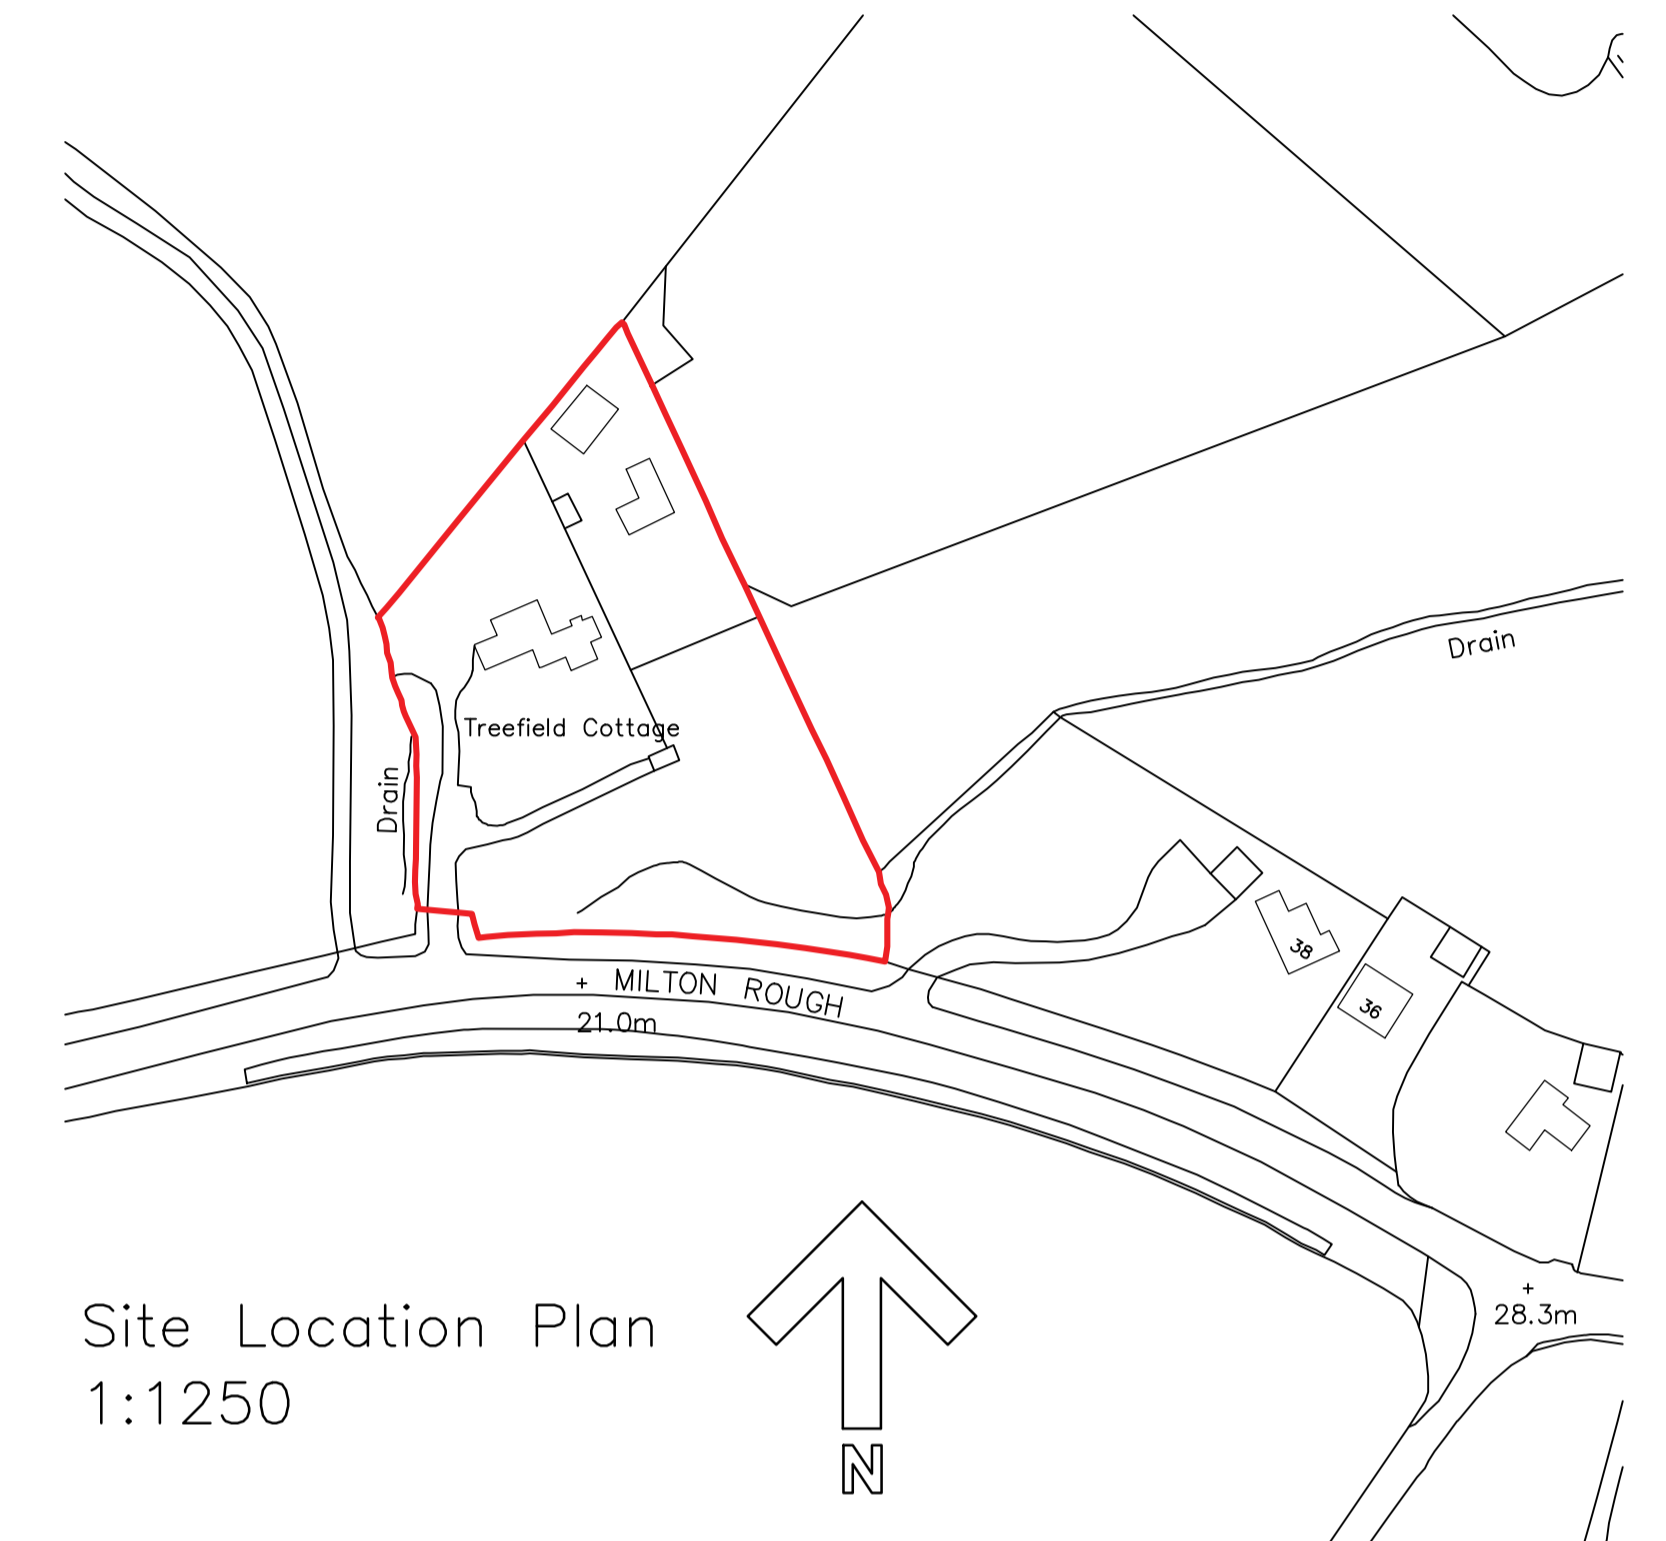 Drain
Treefield Cottage
Drain
38
MILTON ROUGH
36
21.0m
28.3m
Site Location Plan
1:1250
N